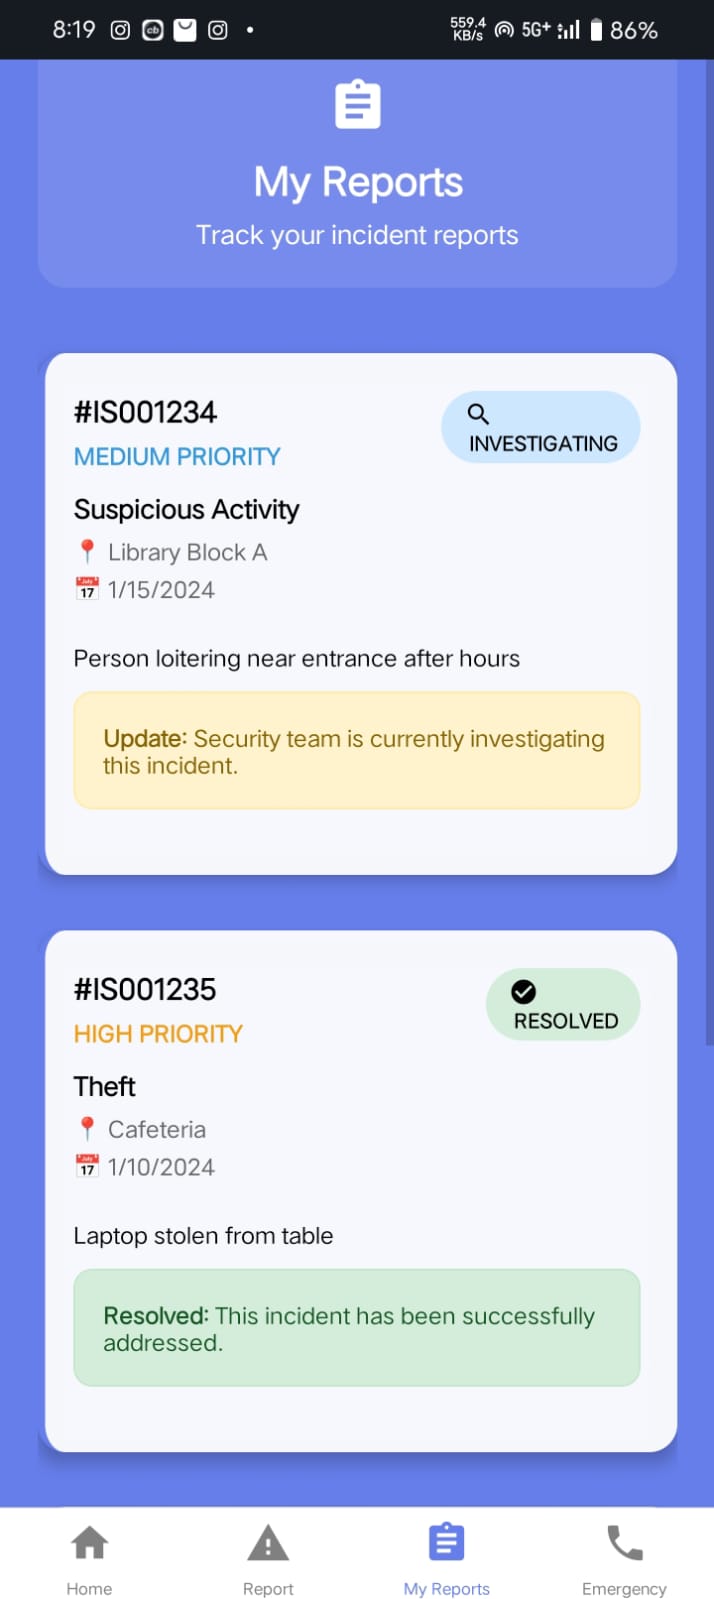 8:19
559.4
KB/s
5G+
86%
My Reports
Track your incident reports
#IS001234
MEDIUM PRIORITY
INVESTIGATING
Suspicious Activity
📍 Library Block A
📅 1/15/2024
Person loitering near entrance after hours
Update: Security team is currently investigating
this incident.
#IS001235
HIGH PRIORITY
RESOLVED
Theft
📍 Cafeteria
📅 1/10/2024
Laptop stolen from table
Resolved: This incident has been successfully
addressed.
Home
Report
My Reports
Emergency